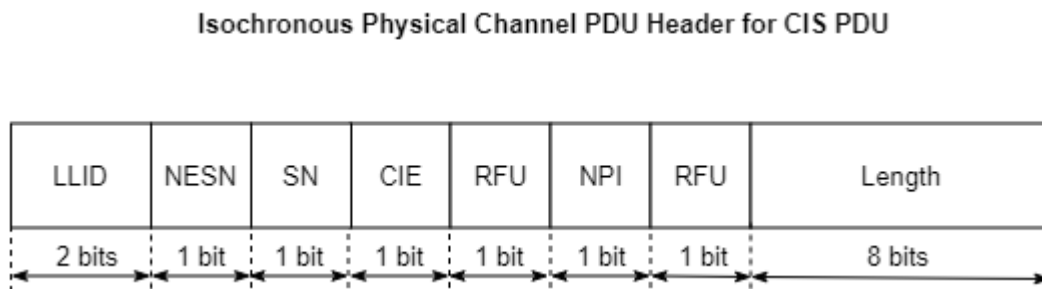 Isochronous Physical Channel PDU Header for CIS PDU
LLID NESN SN CIE RFU NPI RFU Length
2 bits 1 bit 1 bit 1 bit 1 bit 1 bit 1 bit 8 bits